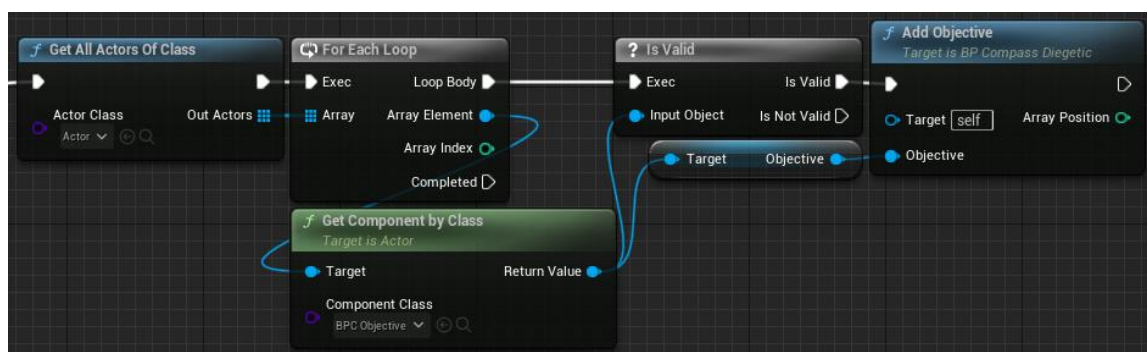 f Get All Actors Of Class
Actor Class
Out Actors
Actor
For Each Loop
Exec
Loop Body
Array
Array Element
Array Index
Completed
? Is Valid
Exec
Is Valid
Input Object
Is Not Valid
Target
Objective
f Add Objective
Target is BP Compass Diegetic
Target
self
Array Position
Objective
f Get Component by Class
Target is Actor
Target
Return Value
Component Class
BPC Objective